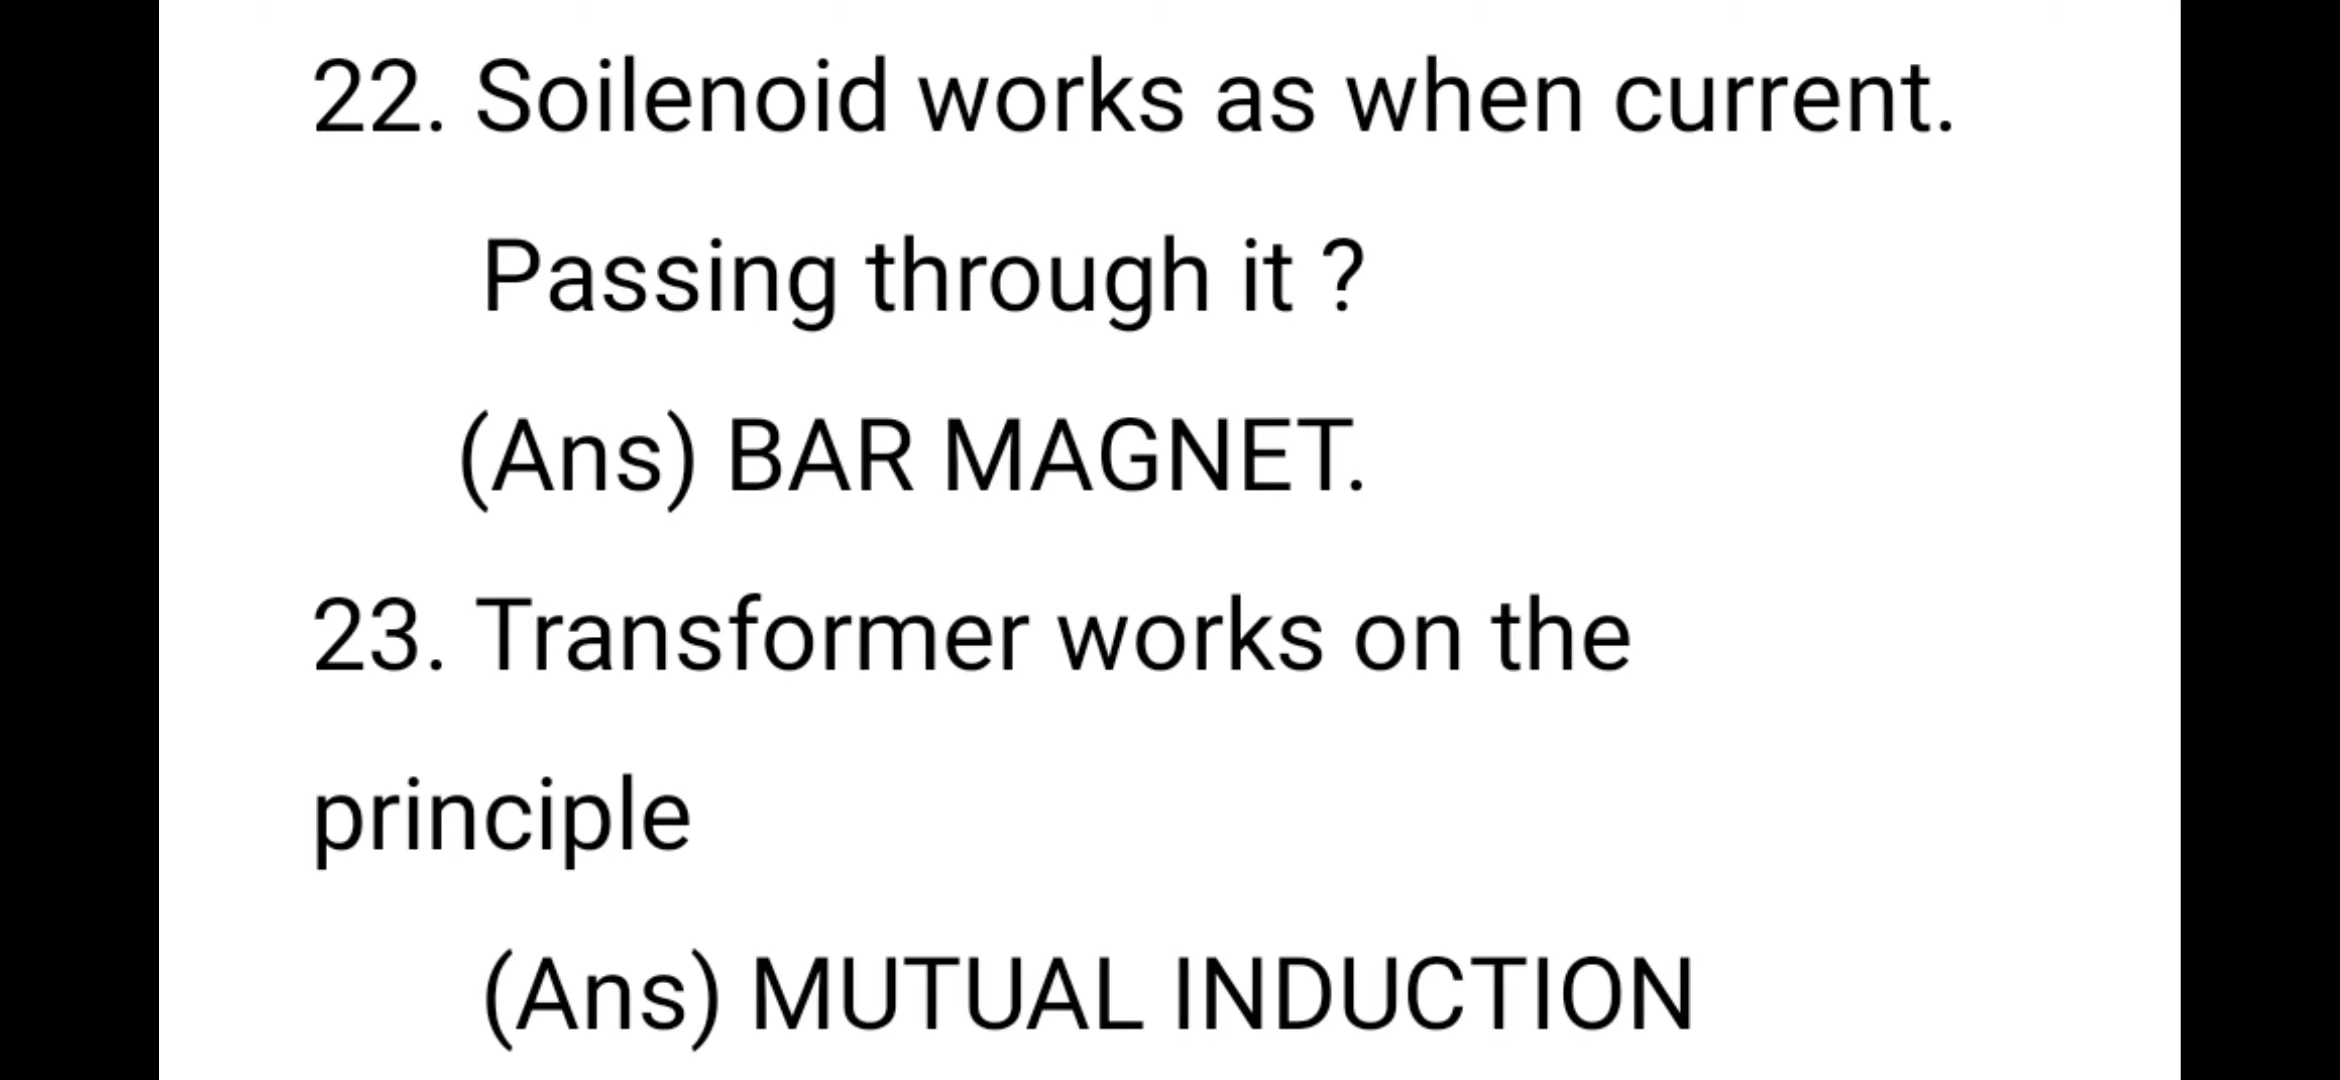 22. Soilenoid works as when current.
Passing through it ?
(Ans) BAR MAGNET.
23. Transformer works on the
principle
(Ans) MUTUAL INDUCTION